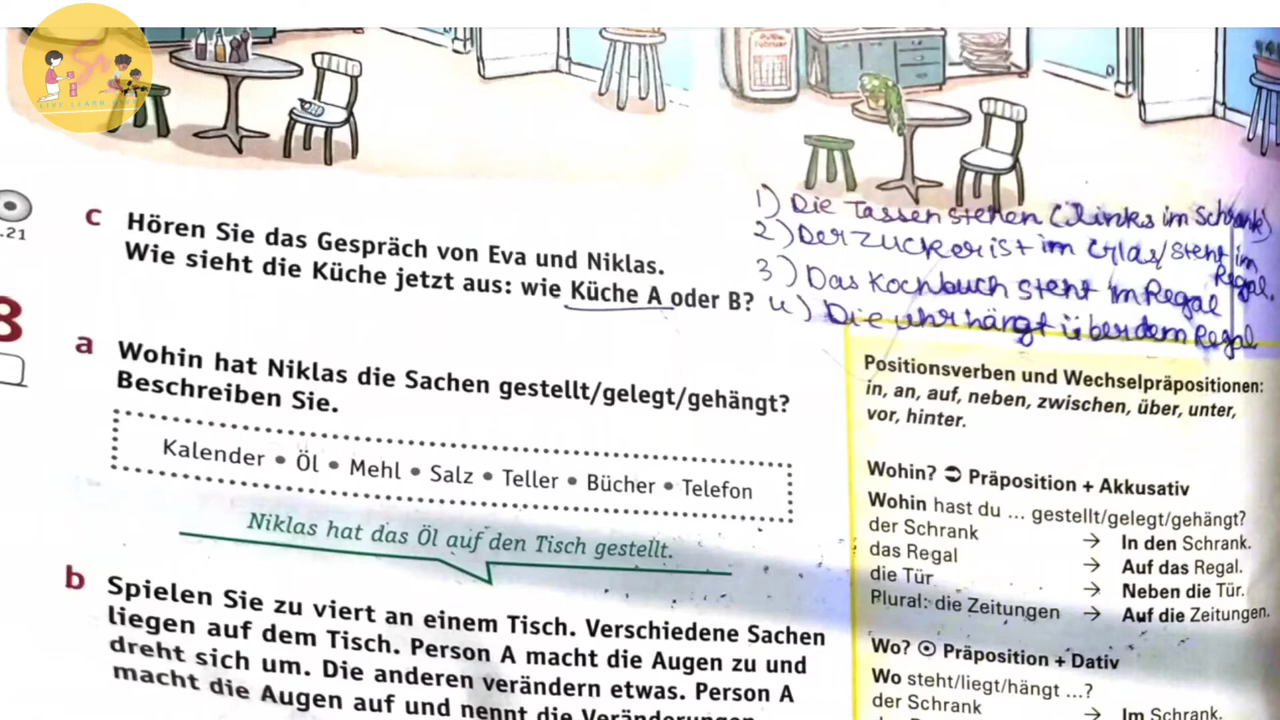 LIVE LEARN
Februar
.21
c Hören Sie das Gespräch von Eva und Niklas.
Wie sieht die Küche jetzt aus: wie Küche A oder B?
1) Die Tassen stehen (links im Schrank)
2) Der Zucker ist im Glas/steht im
Regal.
3) Das Kochbuch steht im Regal
4) Die uhr hängt über dem Regal
8
a Wohin hat Niklas die Sachen gestellt/gelegt/gehängt?
Beschreiben Sie.
Kalender • Öl • Mehl • Salz • Teller • Bücher • Telefon
Niklas hat das Öl auf den Tisch gestellt.
b Spielen Sie zu viert an einem Tisch. Verschiedene Sachen
liegen auf dem Tisch. Person A macht die Augen zu und
dreht sich um. Die anderen verändern etwas. Person A
macht die Augen auf und nennt die Veränderungen
Positionsverben und Wechselpräpositionen:
in, an, auf, neben, zwischen, über, unter,
vor, hinter.
Wohin? Präposition + Akkusativ
Wohin hast du ... gestellt/gelegt/gehängt?
der Schrank → In den Schrank.
das Regal → Auf das Regal.
die Tür → Neben die Tür.
Plural: die Zeitungen → Auf die Zeitungen.
Wo? Präposition + Dativ
Wo steht/liegt/hängt ...?
der Schrank → Im Schrank.